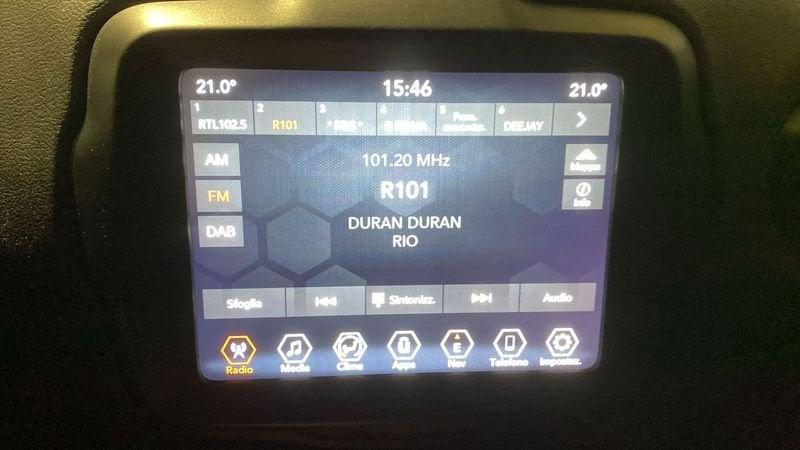 21.0° 15:46 21.0°
1 2 3 4 5 6
RTL102.5 R101 DEEJAY
AM
101.20 MHz
Mappa
FM
R101
Info
DAB
DURAN DURAN
RIO
Sfoglia Sintonizz. Audio
E
Radio Media Clima Apps Nav Telefono Impostaz.